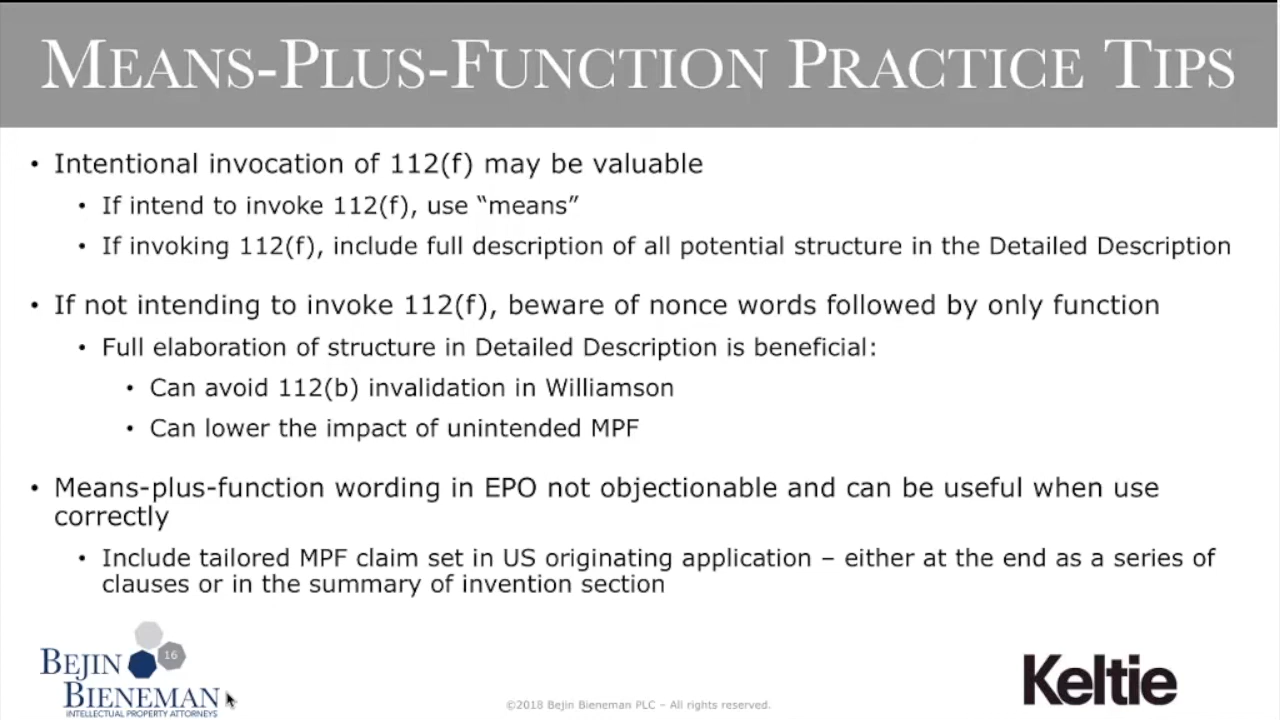 MEANS-PLUS-FUNCTION PRACTICE TIPS
• Intentional invocation of 112(f) may be valuable
• If intend to invoke 112(f), use “means”
• If invoking 112(f), include full description of all potential structure in the Detailed Description
• If not intending to invoke 112(f), beware of nonce words followed by only function
• Full elaboration of structure in Detailed Description is beneficial:
• Can avoid 112(b) invalidation in Williamson
• Can lower the impact of unintended MPF
• Means-plus-function wording in EPO not objectionable and can be useful when use
correctly
• Include tailored MPF claim set in US originating application – either at the end as a series of
clauses or in the summary of invention section
16
BEJIN
BIENEMAN
INTELLECTUAL PROPERTY ATTORNEYS
©2018 Bejin Bieneman PLC – All rights reserved.
Keltie